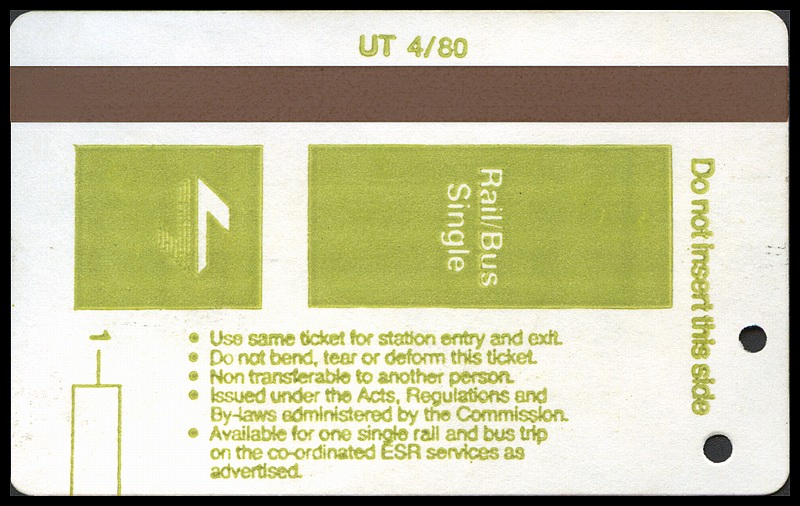 UT 4/80
Rail/Bus
Single
Do not insert this side
1
• Use same ticket for station entry and exit.
• Do not bend, tear or deform this ticket.
• Non transferable to another person.
• Issued under the Acts, Regulations and
By-laws administered by the Commission.
• Available for one single rail and bus trip
on the co-ordinated ESR services as
advertised.